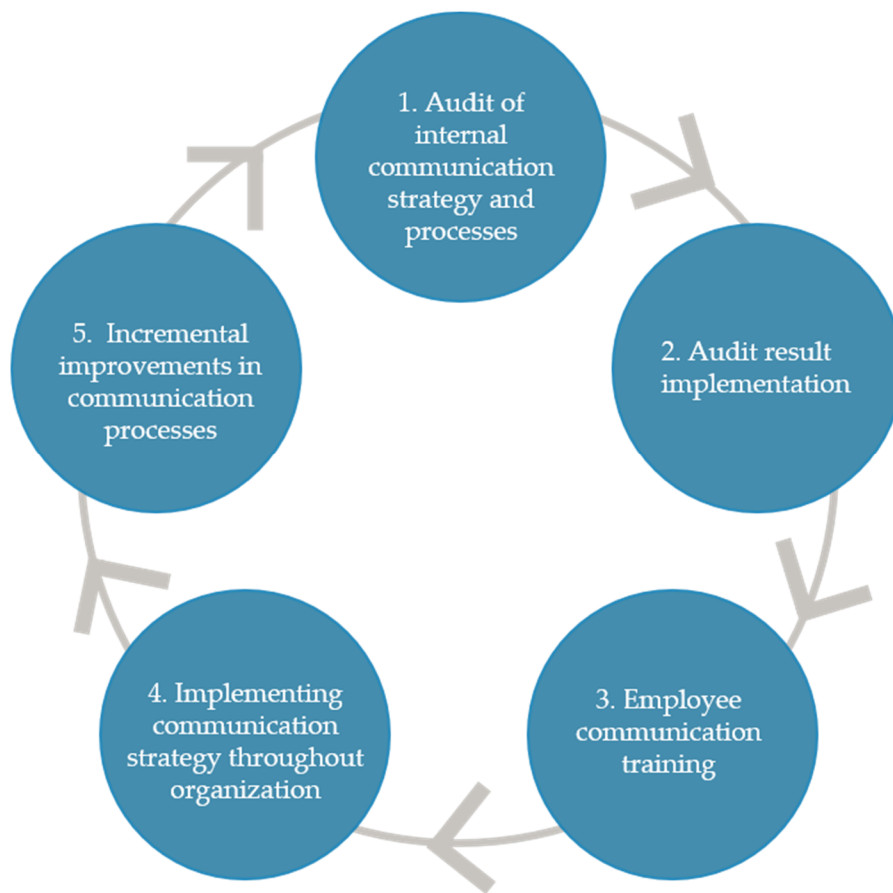 1. Audit of
internal
communication
strategy and
processes
2. Audit result
implementation
3. Employee
communication
training
4. Implementing
communication
strategy throughout
organization
5. Incremental
improvements in
communication
processes